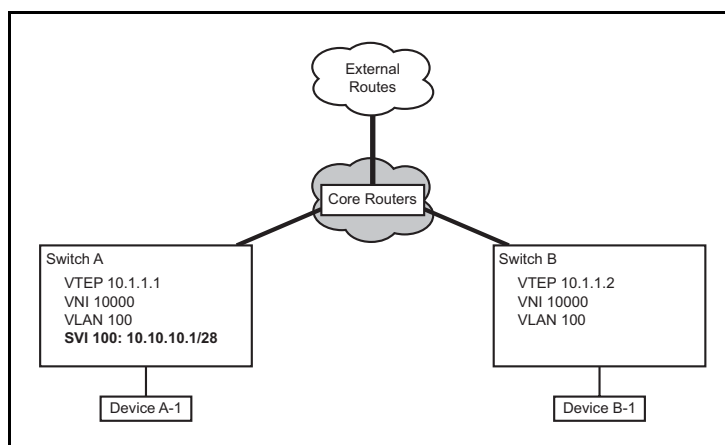 External
Routes
Core Routers
Switch A
VTEP 10.1.1.1
VNI 10000
VLAN 100
SVI 100: 10.10.10.1/28
Switch B
VTEP 10.1.1.2
VNI 10000
VLAN 100
Device A-1
Device B-1